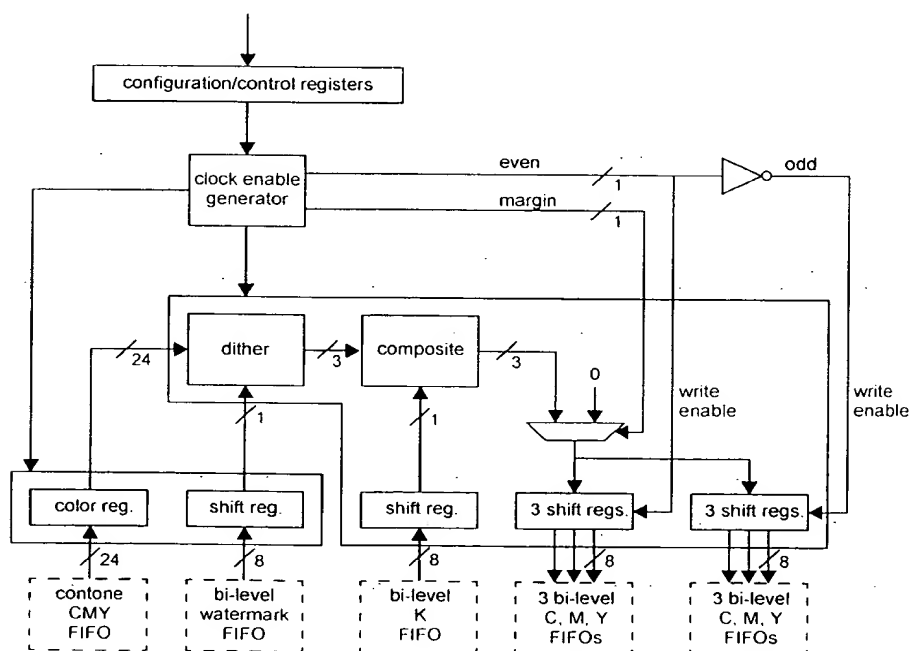 configuration/control registers
clock enable
generator
even
1
odd
margin
1
dither
composite
24
3
3
0
1
1
write
enable
write
enable
color reg.
shift reg.
shift reg.
3 shift regs.
3 shift regs.
24
8
8
8
8
contone
CMY
FIFO
bi-level
watermark
FIFO
bi-level
K
FIFO
3 bi-level
C, M, Y
FIFOs
3 bi-level
C, M, Y
FIFOs